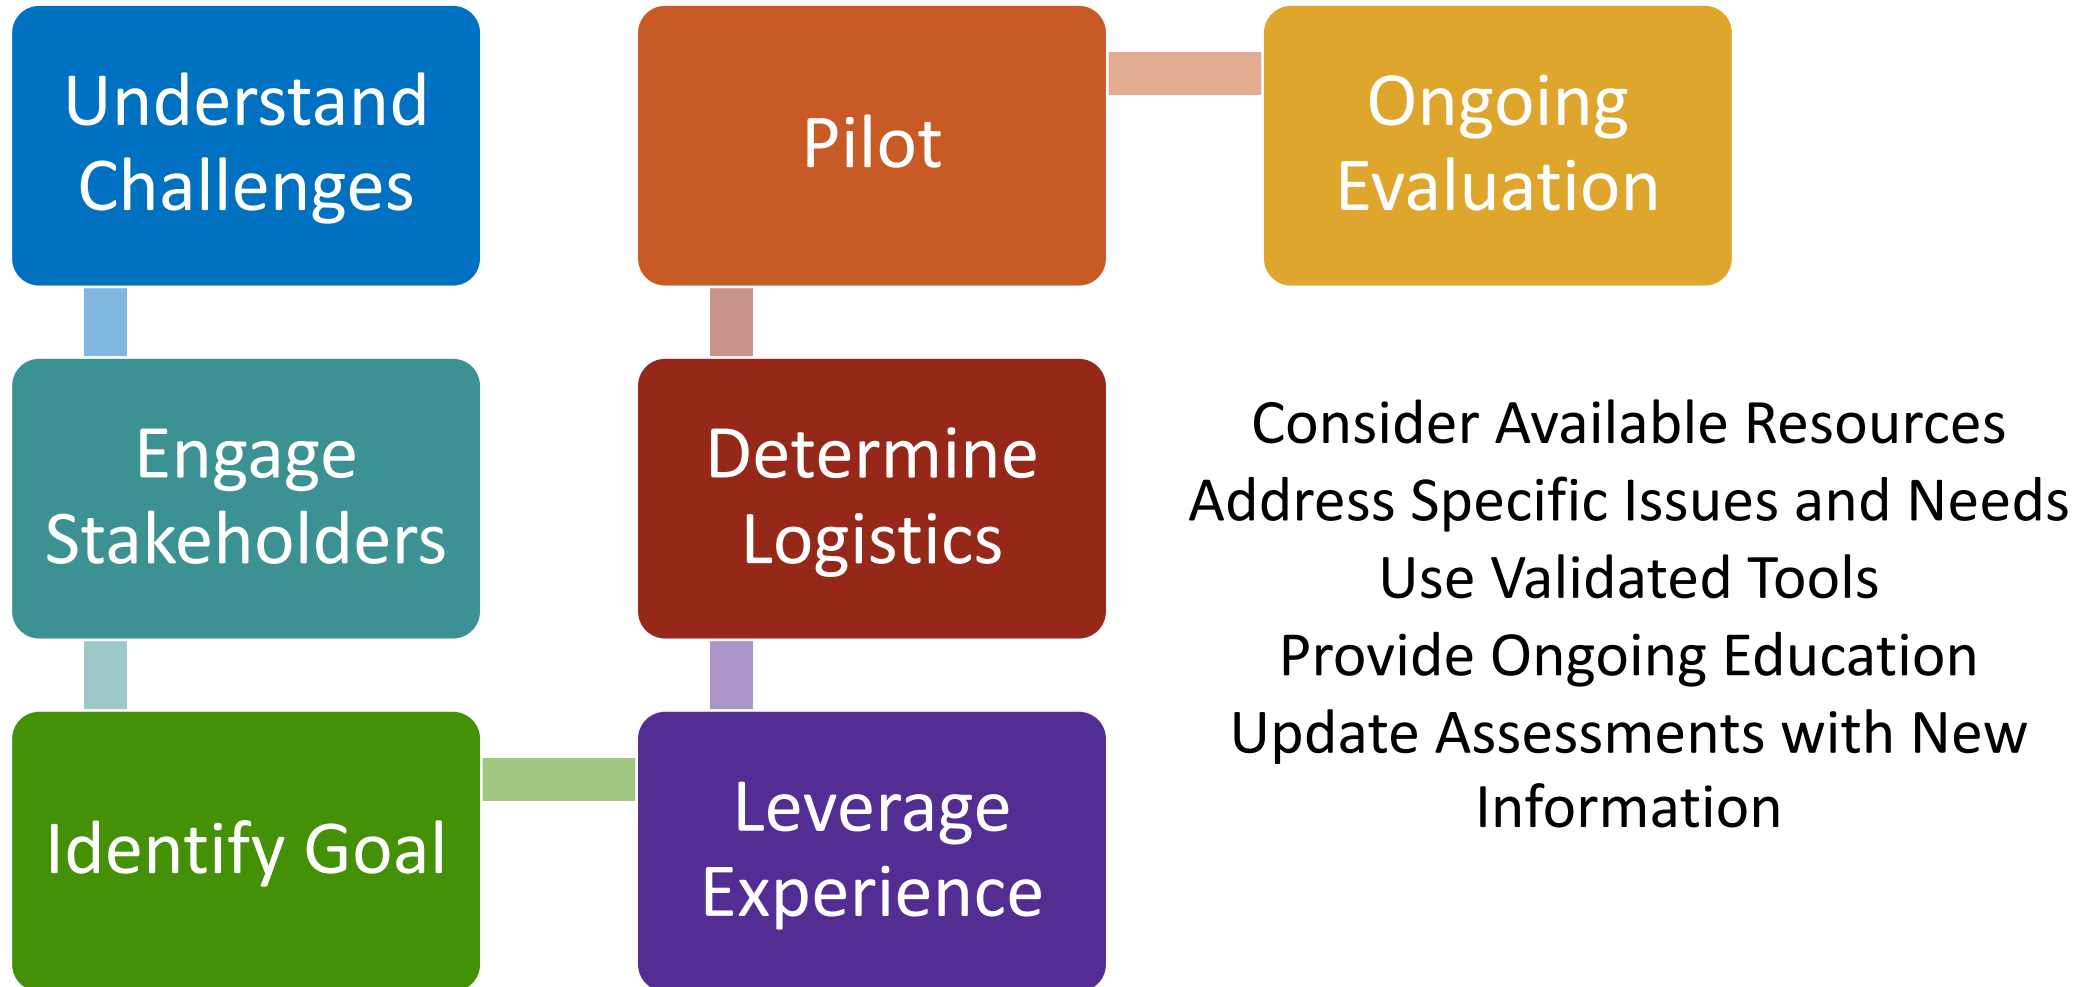 Understand
Challenges
Engage
Stakeholders
Identify Goal
Leverage
Experience
Determine
Logistics
Pilot
Ongoing
Evaluation
Consider Available Resources
Address Specific Issues and Needs
Use Validated Tools
Provide Ongoing Education
Update Assessments with New
Information